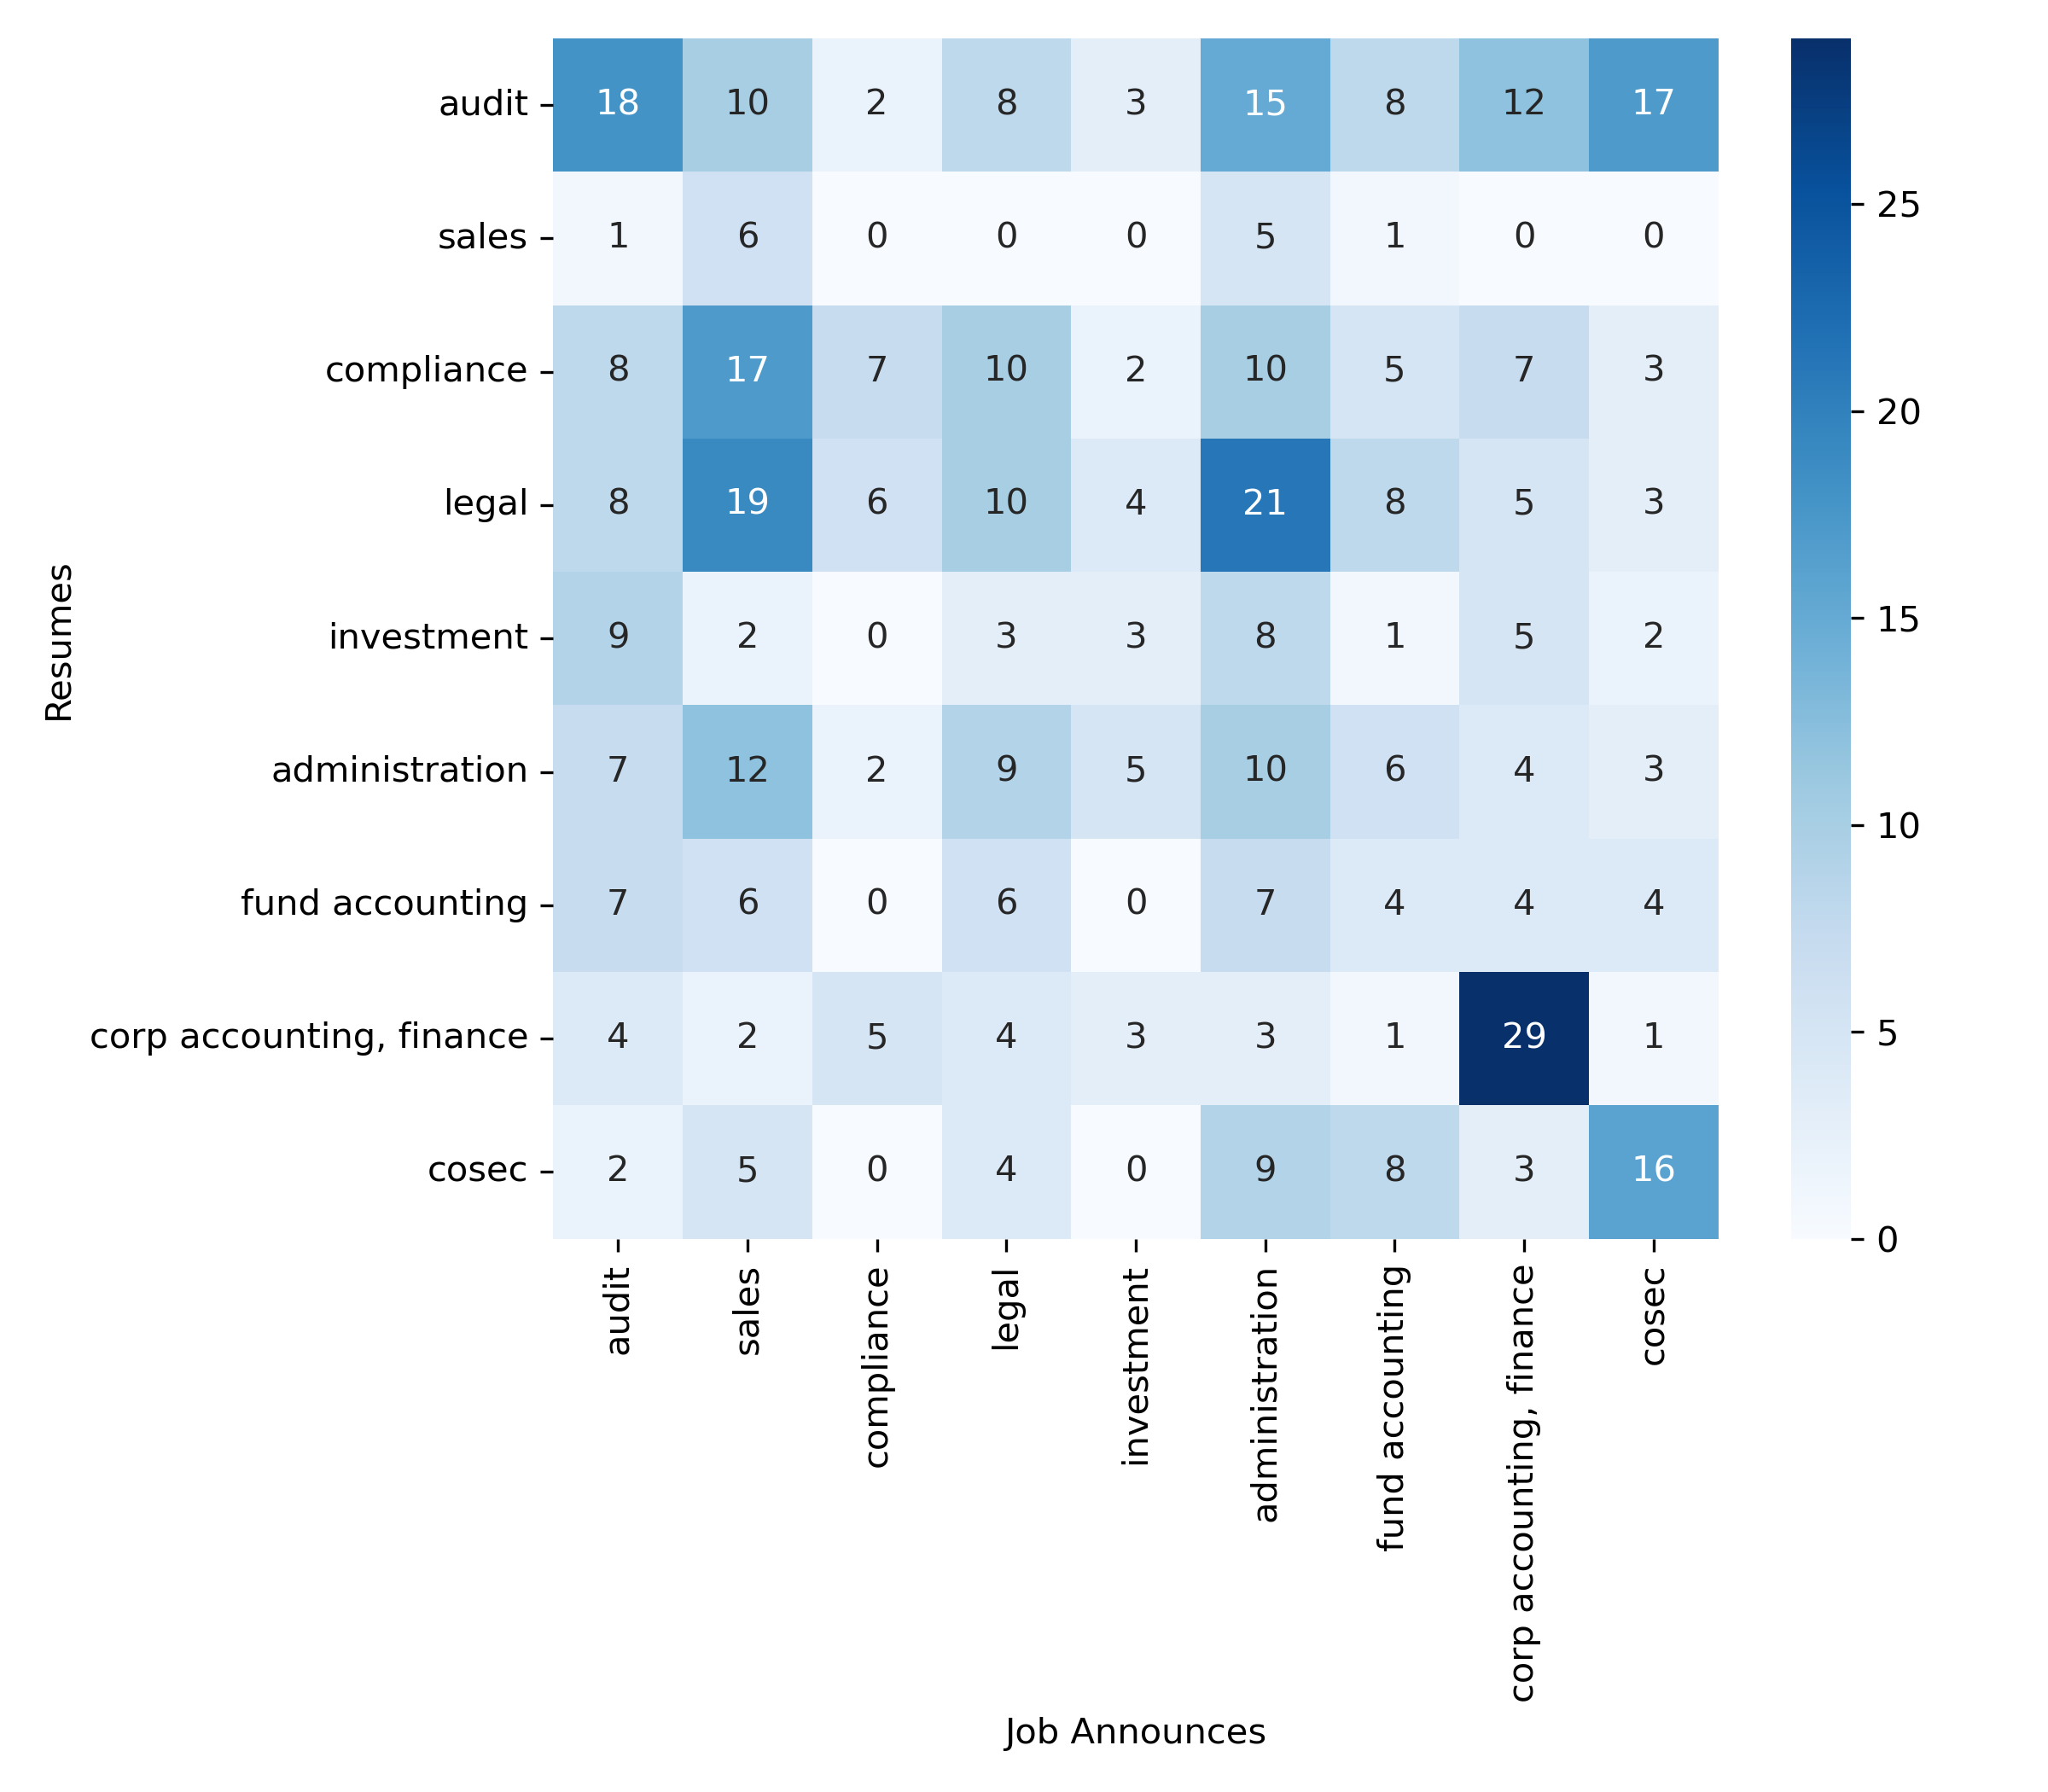 audit 18 10 2 8 3 15 8 12 17
sales 1 6 0 0 0 5 1 0 0
compliance 8 17 7 10 2 10 5 7 3
legal 8 19 6 10 4 21 8 5 3
investment 9 2 0 3 3 8 1 5 2
administration 7 12 2 9 5 10 6 4 3
fund accounting 7 6 0 6 0 7 4 4 4
corp accounting, finance 4 2 5 4 3 3 1 29 1
cosec 2 5 0 4 0 9 8 3 16
Resumes
audit
sales
compliance
legal
investment
administration
fund accounting
corp accounting, finance
cosec
Job Announces
25
20
15
10
5
0